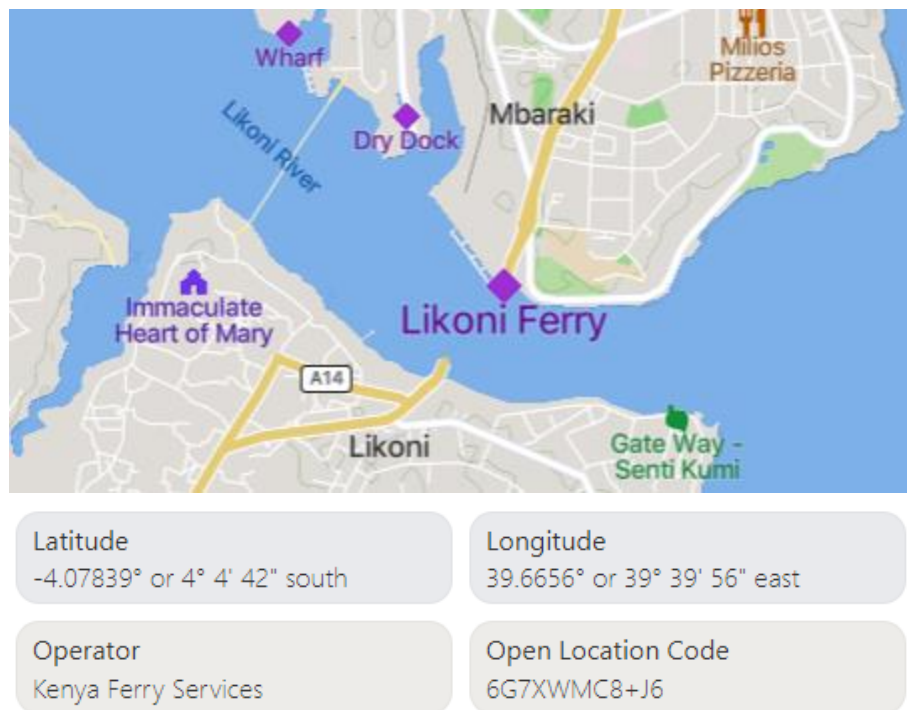 Wharf
Milios
Pizzeria
Likoni River
Mbaraki
Dry Dock
Immaculate
Heart of Mary
Likoni Ferry
A14
Likoni
Gate Way -
Senti Kumi
Latitude
-4.07839° or 4° 4' 42" south
Longitude
39.6656° or 39° 39' 56" east
Operator
Kenya Ferry Services
Open Location Code
6G7XWMC8+J6